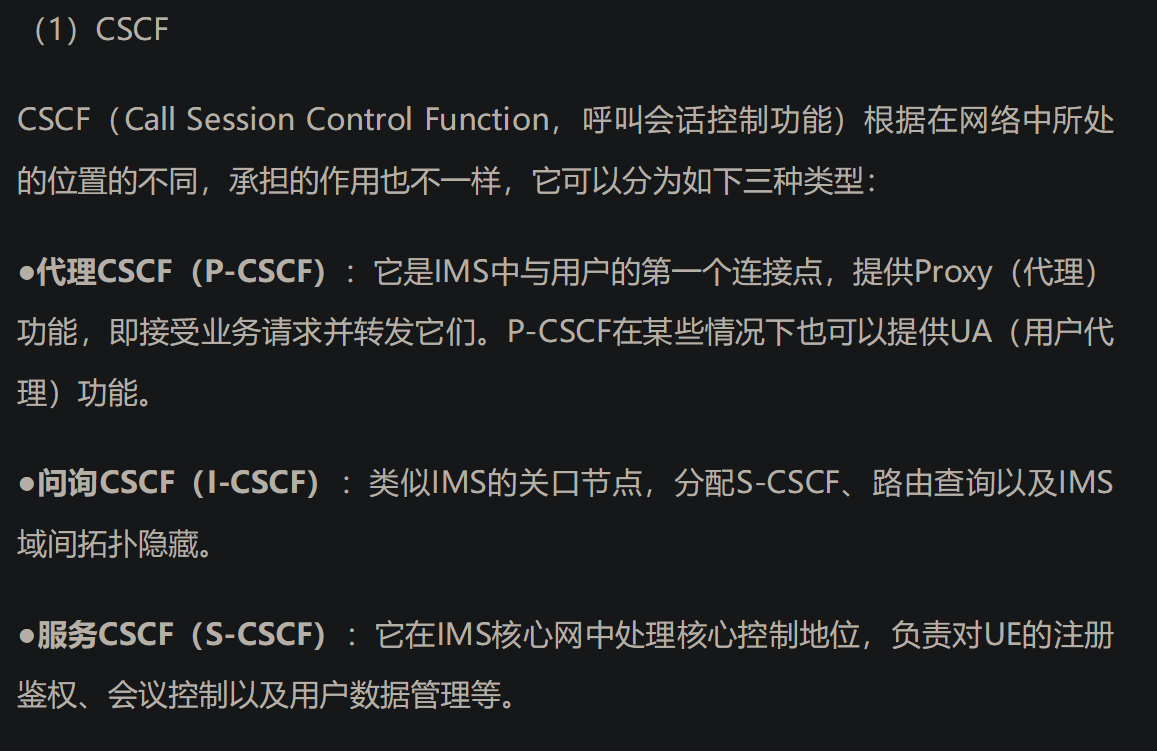 （1）CSCF
CSCF（Call Session Control Function，呼叫会话控制功能）根据在网络中所处
的位置的不同，承担的作用也不一样，它可以分为如下三种类型：
●代理CSCF（P-CSCF）：它是IMS中与用户的第一个连接点，提供Proxy（代理）
功能，即接受业务请求并转发它们。P-CSCF在某些情况下也可以提供UA（用户代
理）功能。
●问询CSCF（I-CSCF）：类似IMS的关口节点，分配S-CSCF、路由查询以及IMS
域间拓扑隐藏。
●服务CSCF（S-CSCF）：它在IMS核心网中处理核心控制地位，负责对UE的注册
鉴权、会议控制以及用户数据管理等。